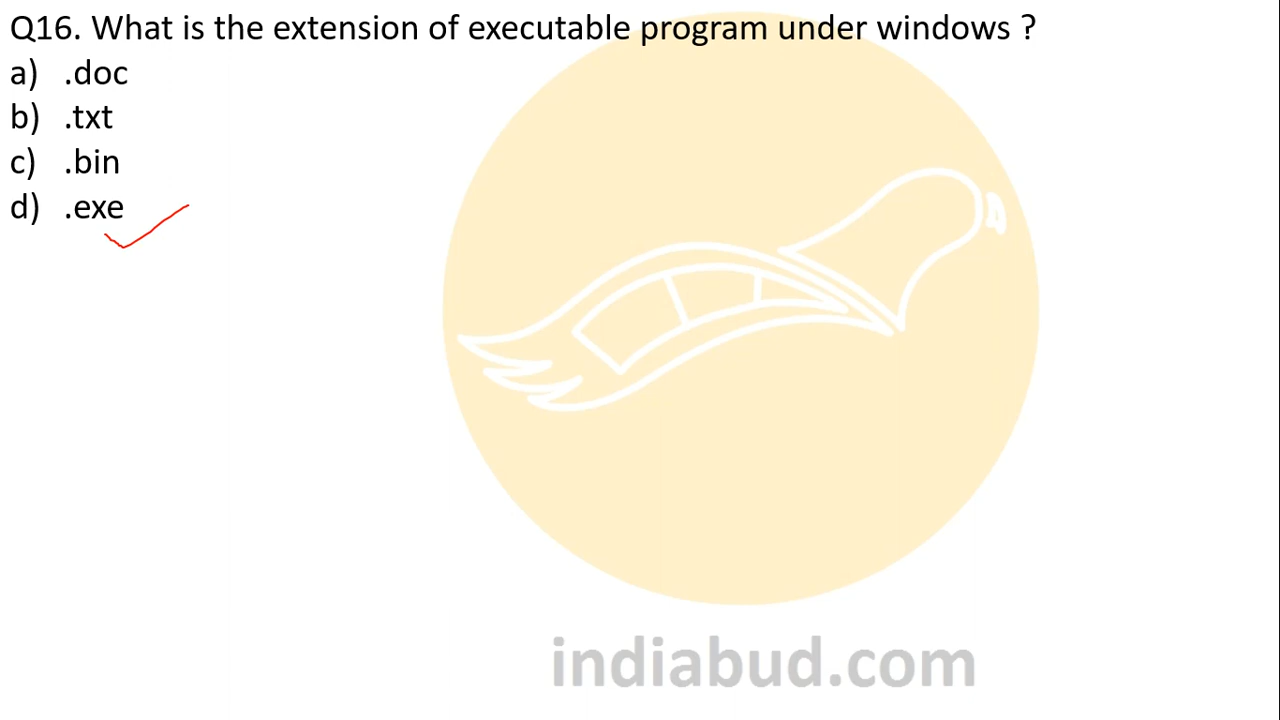 Q16. What is the extension of executable program under windows ?
a) .doc
b) .txt
c) .bin
d) .exe
indiabud.com